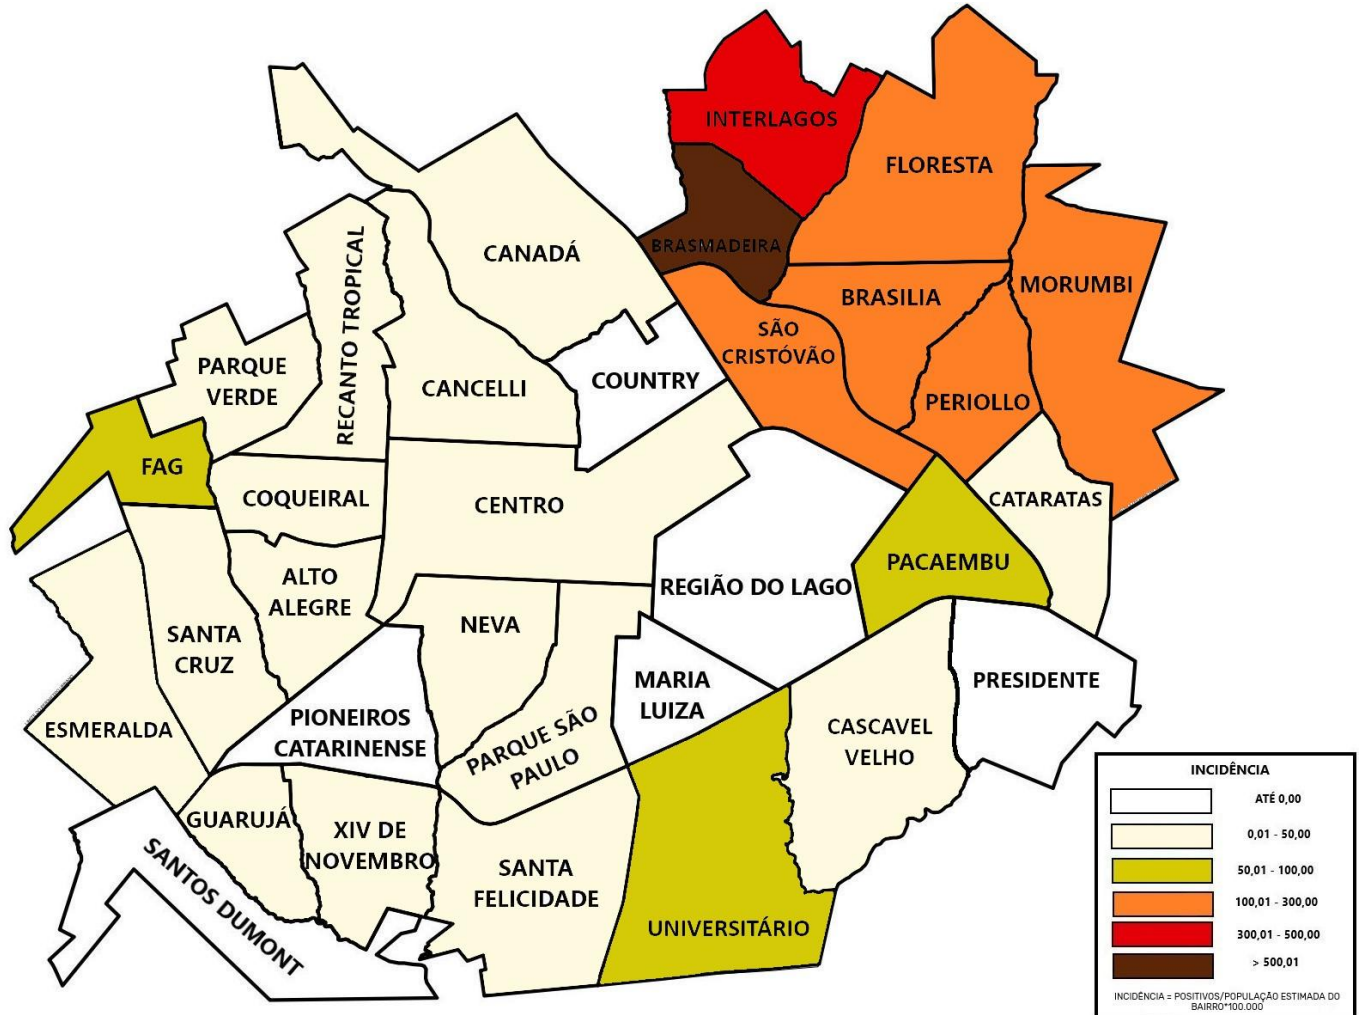 INTERLAGOS
FLORESTA
BRASMADEIRA
CANADÁ
MORUMBI
BRASILIA
SÃO
CRISTÓVÃO
RECANTO TROPICAL
PARQUE
VERDE
CANCELLI
COUNTRY
PERIOLLO
FAG
COQUEIRAL
CENTRO
CATARATAS
PACAEMBU
ALTO
ALEGRE
REGIÃO DO LAGO
NEVA
SANTA
CRUZ
MARIA
LUIZA
PRESIDENTE
ESMERALDA
PIONEIROS
CATARINENSE
PARQUE SÃO
PAULO
CASCAVEL
VELHO
GUARUJÁ
XIV DE
NOVEMBRO
SANTA
FELICIDADE
SANTOS DUMONT
UNIVERSITÁRIO
INCIDÊNCIA
ATÉ 0,00
0,01 - 50,00
50,01 - 100,00
100,01 - 300,00
300,01 - 500,00
> 500,01
INCIDÊNCIA = POSITIVOS/POPULAÇÃO ESTIMADA DO
BAIRRO*100.000